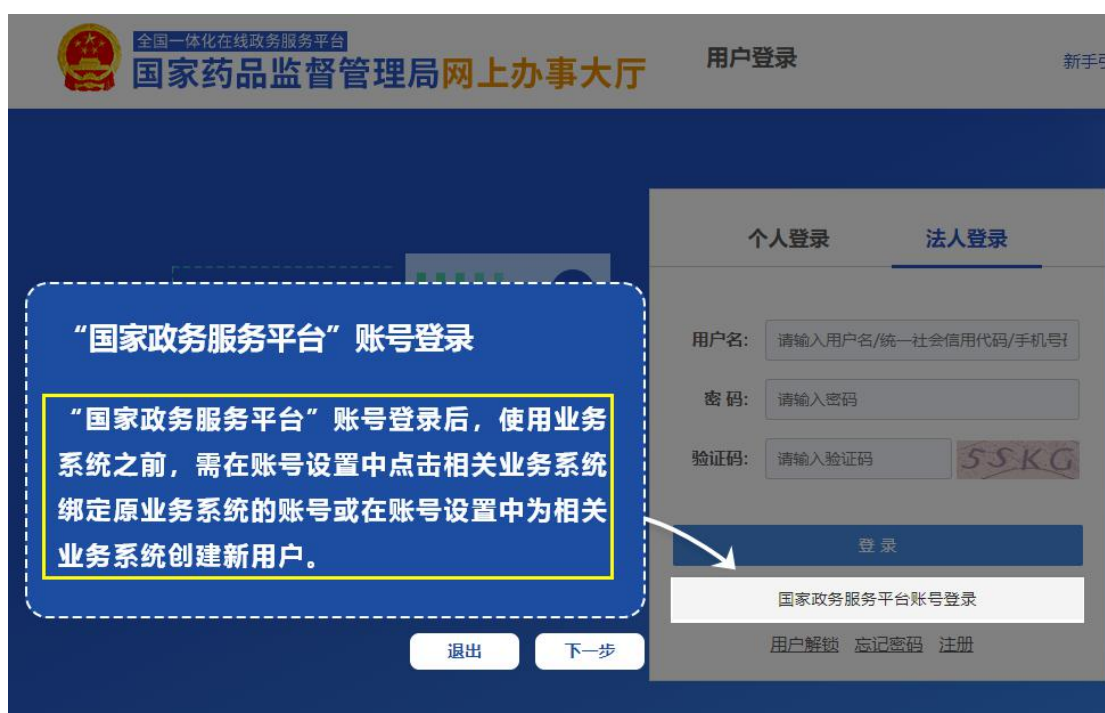 全国一体化在线政务服务平台
国家药品监督管理局网上办事大厅
用户登录
新手
个人登录
法人登录
“国家政务服务平台”账号登录
“国家政务服务平台”账号登录后，使用业务
系统之前，需在账号设置中点击相关业务系统
绑定原业务系统的账号或在账号设置中为相关
业务系统创建新用户。
用户名:
请输入用户名/统一社会信用代码/手机号
密 码:
请输入密码
验证码:
请输入验证码
SSKG
登 录
国家政务服务平台账号登录
用户解锁 忘记密码 注册
退出
下一步